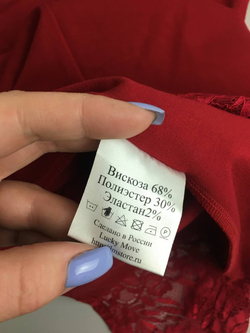 Вискоза 68%
Полиэстер 30%
Эластан2%
Сделано в России
Lucky Move